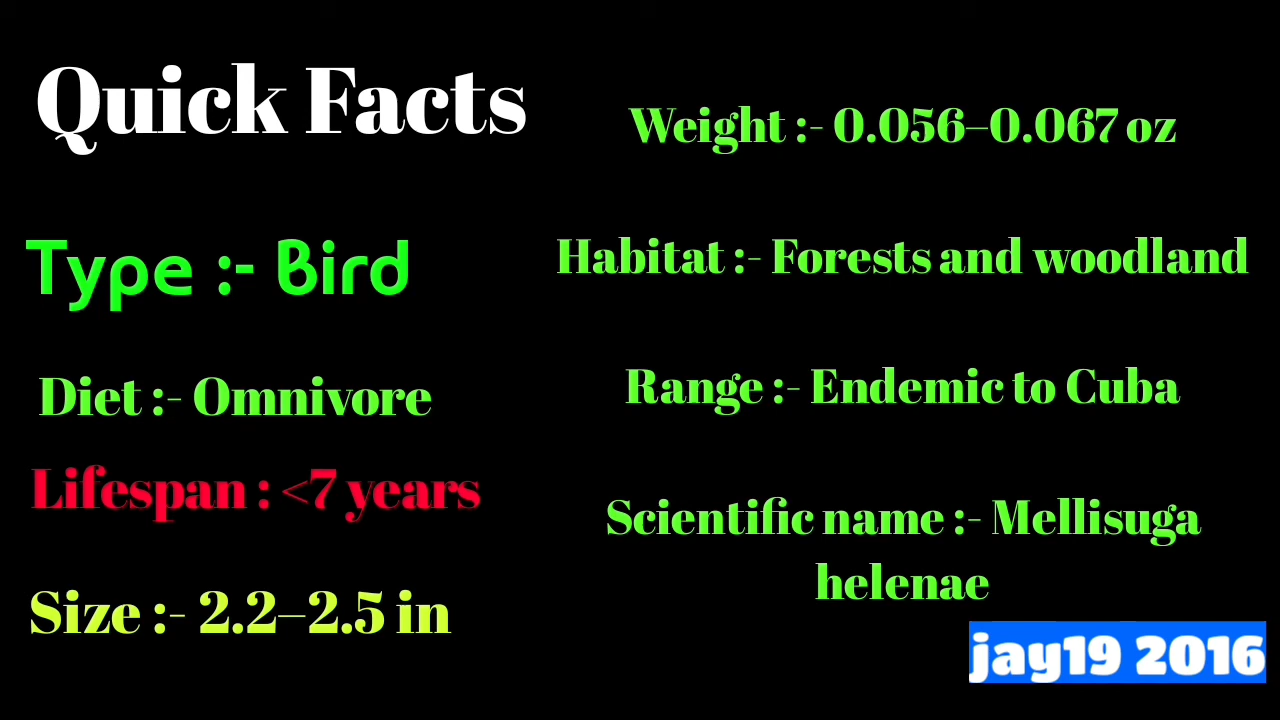 Quick Facts
Type :- Bird
Diet :- Omnivore
Lifespan : <7 years
Size :- 2.2–2.5 in
Weight :- 0.056–0.067 oz
Habitat :- Forests and woodland
Range :- Endemic to Cuba
Scientific name :- Mellisuga
helenae
jay19 2016